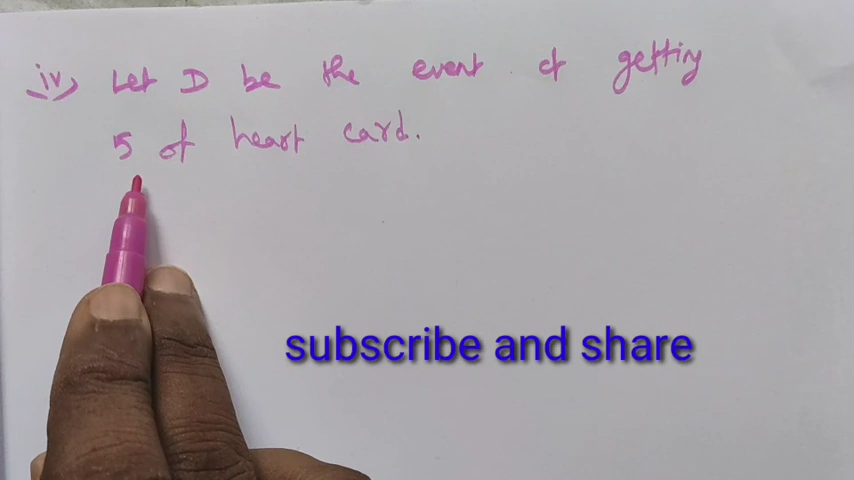 iv) Let D be the event of getting
5 of heart card.
subscribe and share